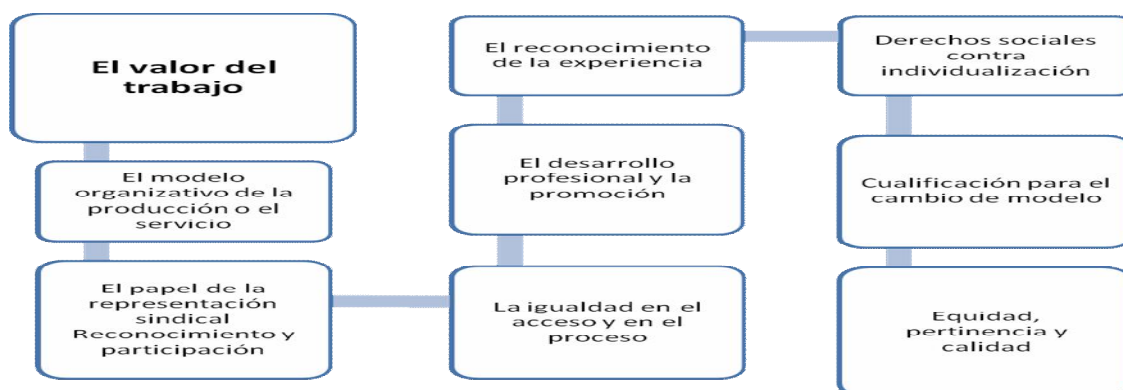 El valor del
trabajo
El modelo
organizativo de la
producción o el
servicio
El papel de la
representación
sindical
Reconocimiento y
participación
La igualdad en el
acceso y en el
proceso
El desarrollo
profesional y la
promoción
El reconocimiento
de la experiencia
Derechos sociales
contra
individualización
Cualificación para el
cambio de modelo
Equidad,
pertinencia y
calidad